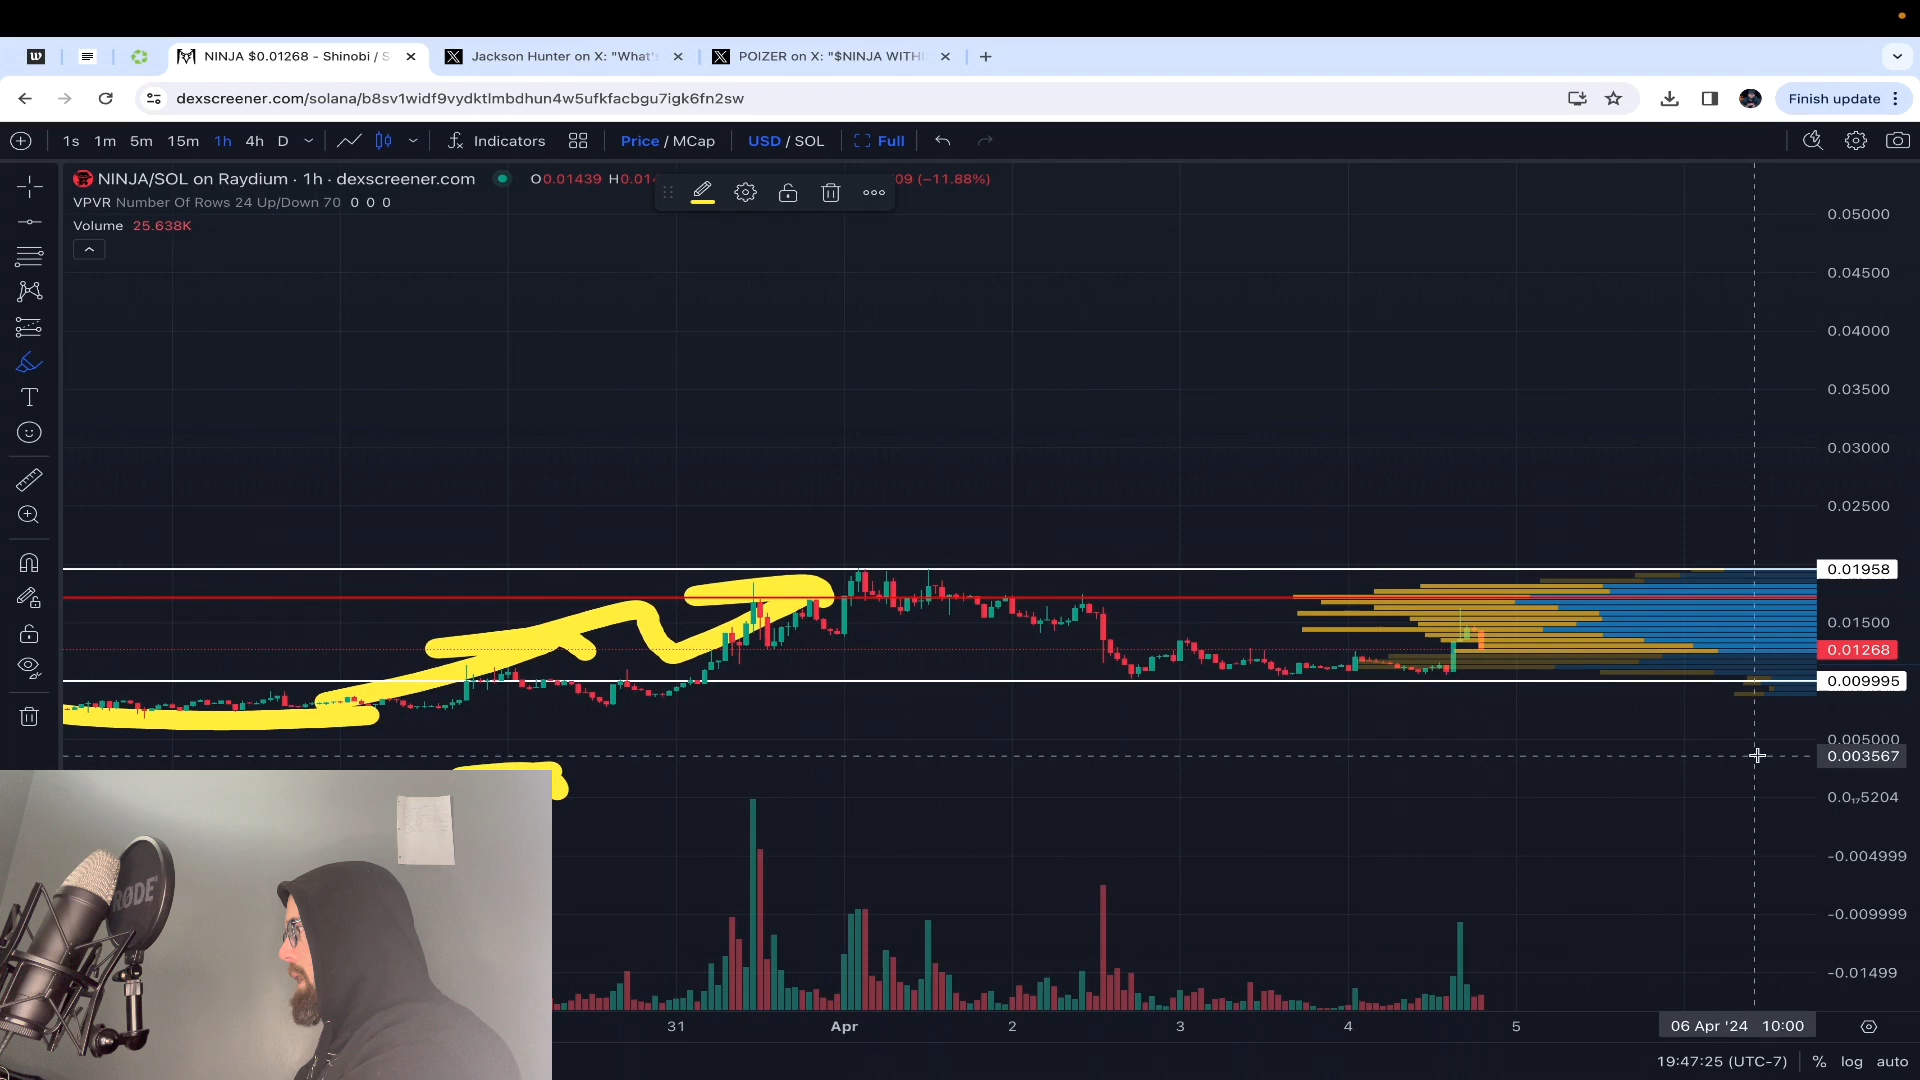 NINJA $0.01268 - Shinobi / S
Jackson Hunter on X: "What's
POIZER on X: "$NINJA WITHI
dexscreener.com/solana/b8sv1widf9vydktlmbdhun4w5ufkfacbgu7igk6fn2sw
Finish update
1s 1m 5m 15m 1h 4h D Indicators Price / MCap USD / SOL Full
NINJA/SOL on Raydium · 1h · dexscreener.com O0.01439 H0.01 09 (−11.88%)
VPVR Number Of Rows 24 Up/Down 70 0 0 0
Volume 25.638K
0.05000
0.04500
0.04000
0.03500
0.03000
0.02500
0.01958
0.01500
0.01268
0.009995
0.005000
0.003567
0.0₁₇5204
-0.004999
-0.009999
-0.01499
RØDE
31 Apr 2 3 4 5 06 Apr '24 10:00
19:47:25 (UTC-7) % log auto